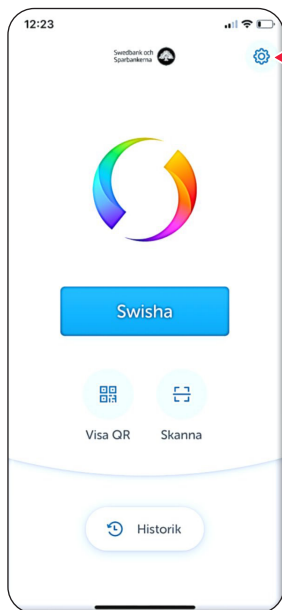 12:23
Swedbank och
Sparbankerna
Swisha
Visa QR
Skanna
Historik